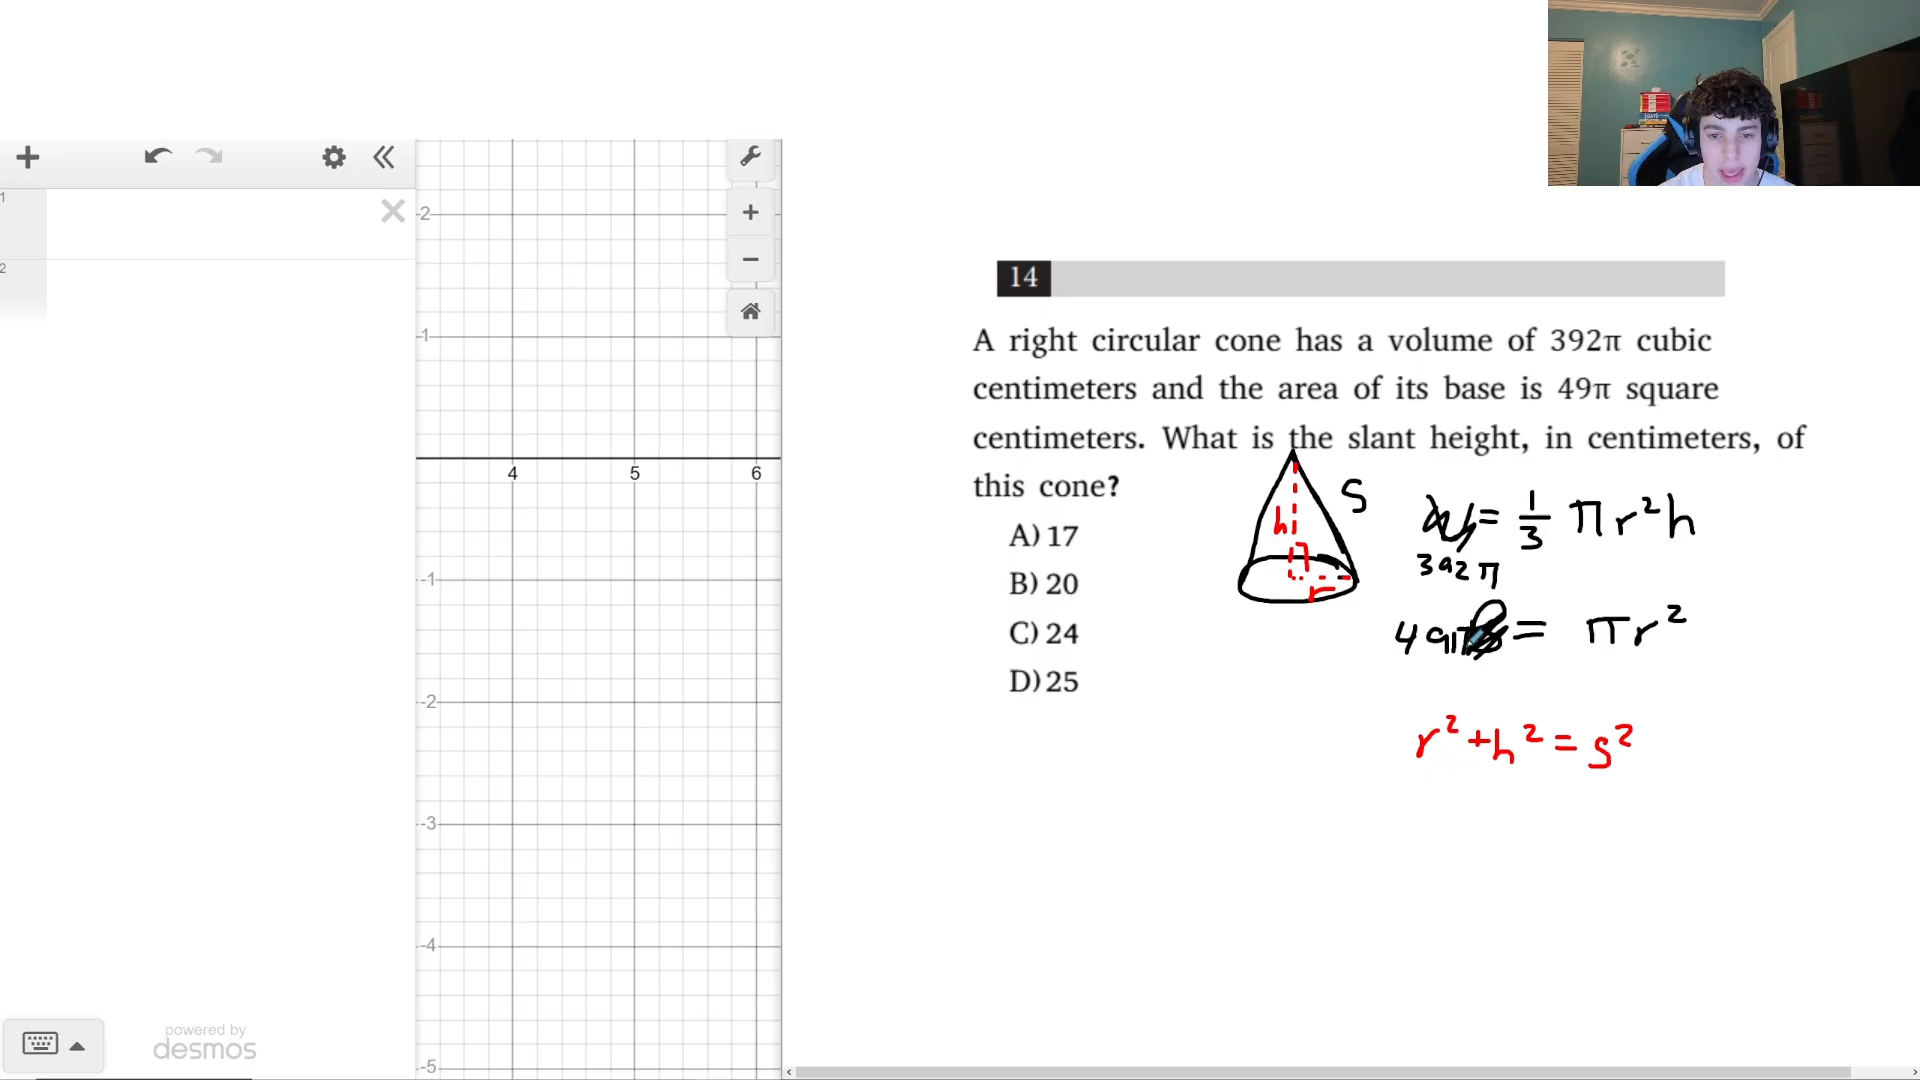 1
2
-2
-1
4 5 6
-1
-2
-3
-4
-5
powered by
desmos
14
A right circular cone has a volume of 392π cubic
centimeters and the area of its base is 49π square
centimeters. What is the slant height, in centimeters, of
this cone?
A) 17
B) 20
C) 24
D) 25
h
r
S
= 1/3 πr²h
392π
49π = πr²
r² + h² = s²